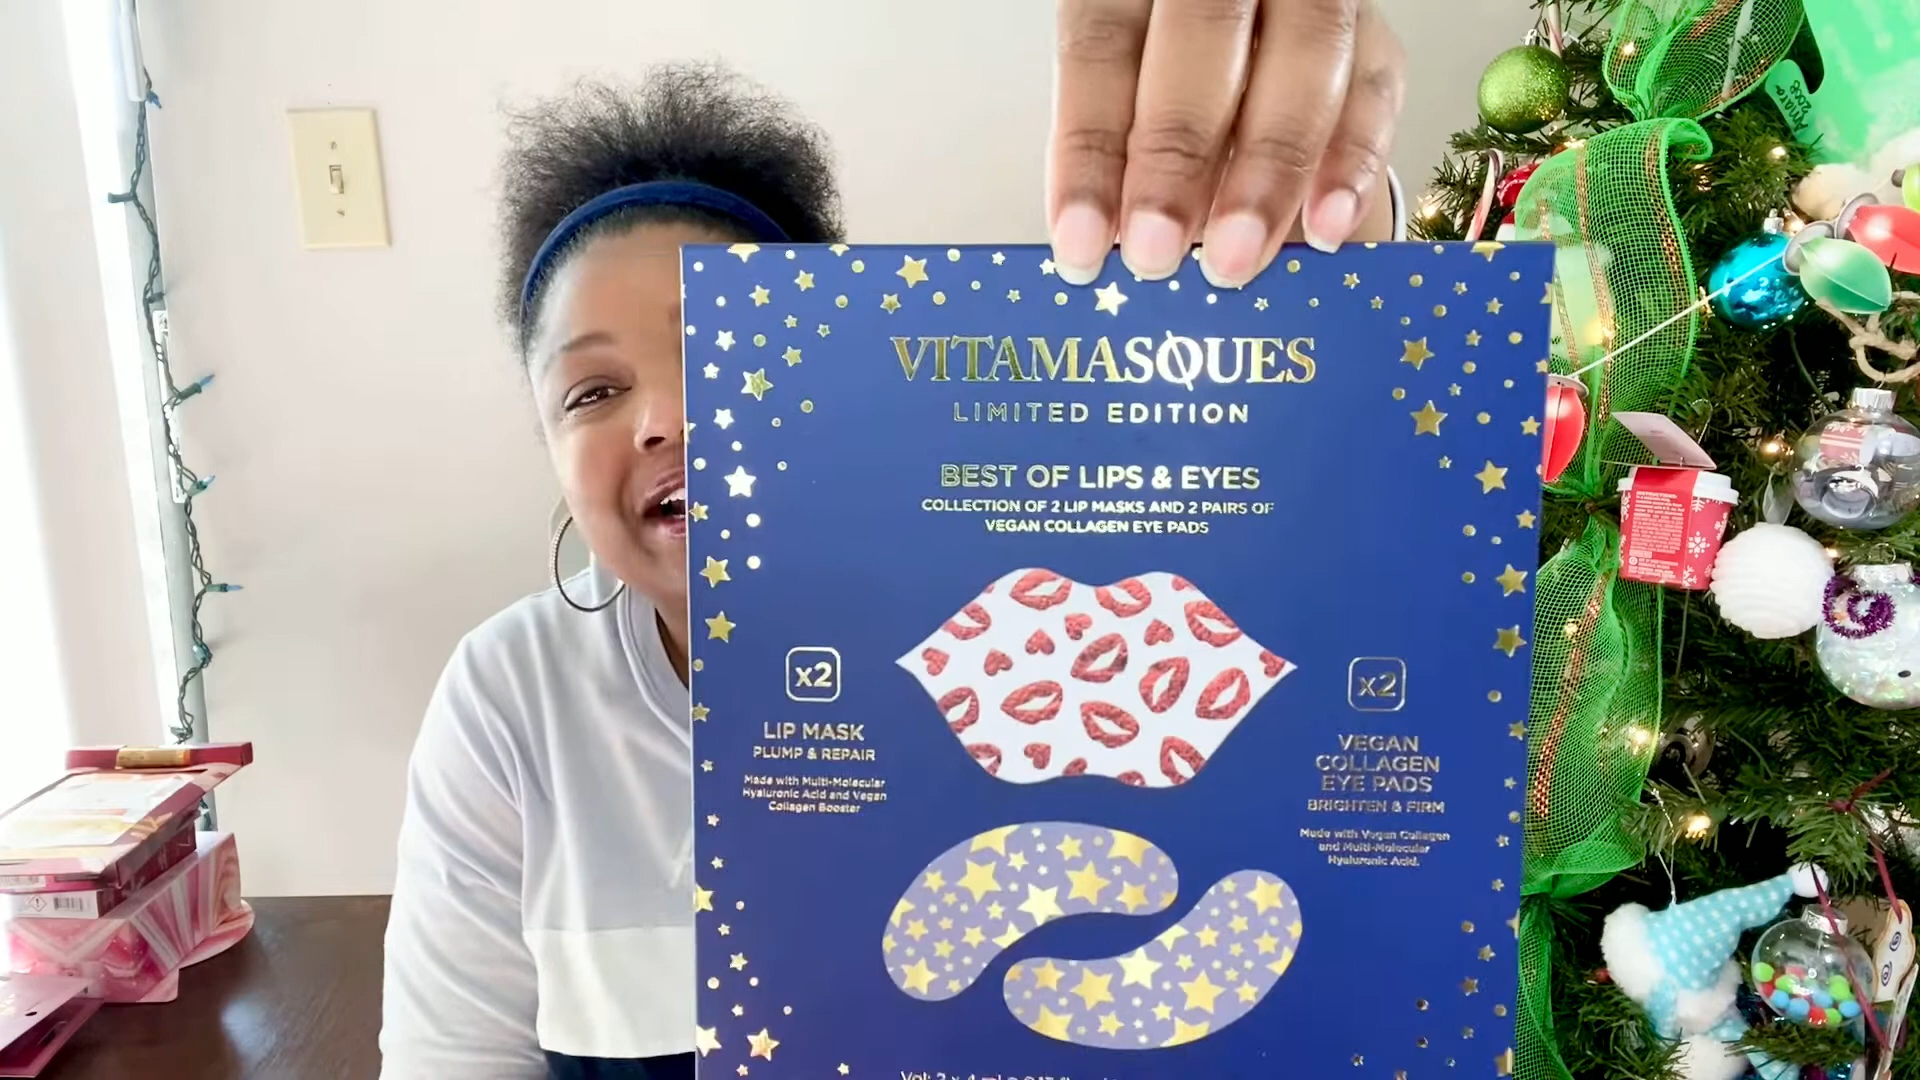 VITAMASQUES
LIMITED EDITION
BEST OF LIPS & EYES
COLLECTION OF 2 LIP MASKS AND 2 PAIRS OF
VEGAN COLLAGEN EYE PADS
x2
LIP MASK
PLUMP & REPAIR
Made with Multi-Molecular
Hyaluronic Acid and Vegan
Collagen Booster
x2
VEGAN
COLLAGEN
EYE PADS
BRIGHTEN & FIRM
Made with Vegan Collagen
and Multi-Molecular
Hyaluronic Acid.
2008
INSTRUCTIONS: